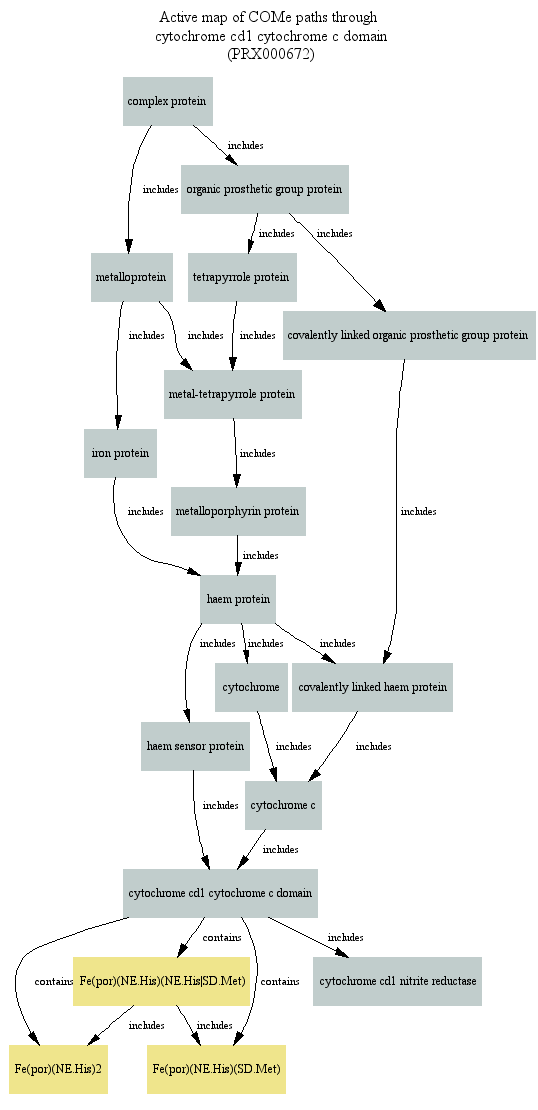 Active map of COMe paths through
cytochrome cd1 cytochrome c domain
(PRX000672)
complex protein
includes
includes
organic prosthetic group protein
includes
includes
metalloprotein
tetrapyrrole protein
includes
includes
includes
covalently linked organic prosthetic group protein
metal-tetrapyrrole protein
iron protein
includes
metalloporphyrin protein
includes
includes
includes
haem protein
includes
includes
includes
cytochrome
covalently linked haem protein
haem sensor protein
includes
includes
cytochrome c
includes
includes
cytochrome cd1 cytochrome c domain
contains
includes
contains
Fe(por)(NE.His)(NE.His|SD.Met)
contains
cytochrome cd1 nitrite reductase
includes
includes
Fe(por)(NE.His)2
Fe(por)(NE.His)(SD.Met)